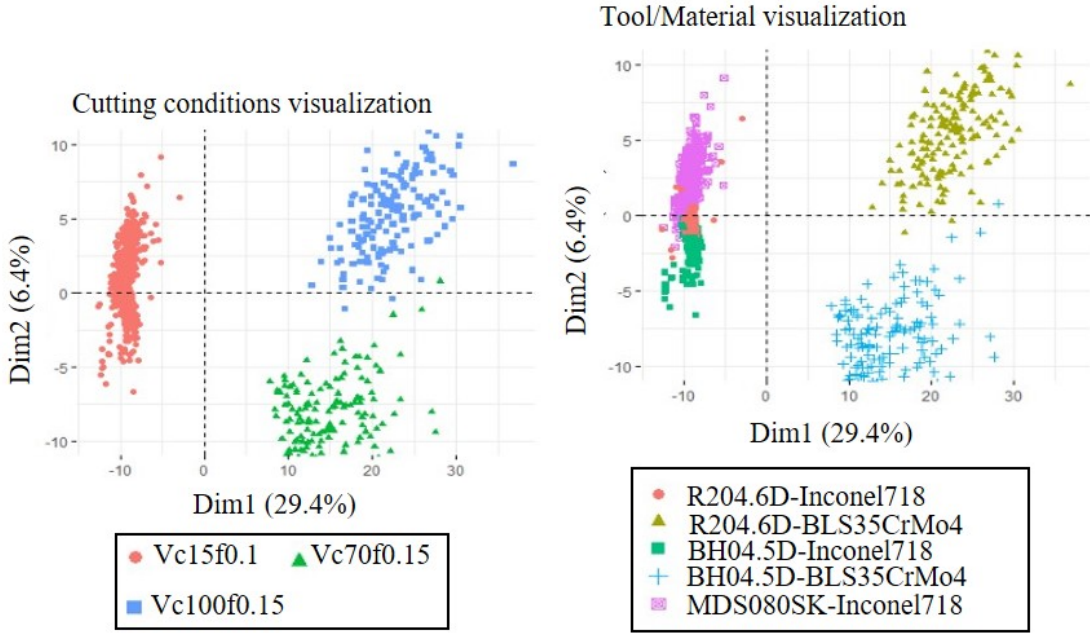 Tool/Material visualization
Cutting conditions visualization
10
5
0
-5
-10
Dim2 (6.4%)
-10
0
10
20
30
Dim1 (29.4%)
Vc15f0.1
Vc70f0.15
Vc100f0.15
10
5
0
-5
-10
Dim2 (6.4%)
-10
0
10
20
30
Dim1 (29.4%)
R204.6D-Inconel718
R204.6D-BLS35CrMo4
BH04.5D-Inconel718
BH04.5D-BLS35CrMo4
MDS080SK-Inconel718